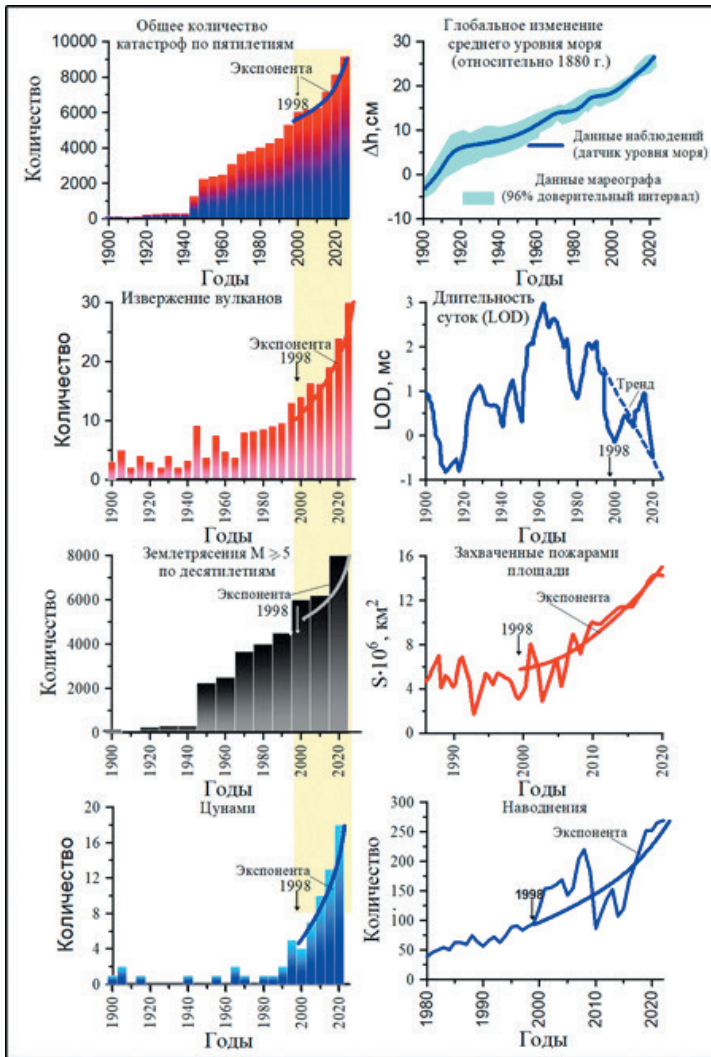 Общее количество
катастроф по пятилетиям
Количество
10000
8000
6000
4000
2000
0
Экспонента
1998
1900
1920
1940
1960
1980
2000
2020
Годы
Глобальное изменение
среднего уровня моря
(относительно 1880 г.)
Δh,см
30
20
10
0
-10
Данные наблюдений
(датчик уровня моря)
Данные мареографа
(96% доверительный интервал)
1900
1920
1940
1960
1980
2000
2020
Годы
Извержение вулканов
Количество
30
20
10
0
Экспонента
1998
1900
1920
1940
1960
1980
2000
2020
Годы
Длительность
суток (LOD)
LOD, мс
3
2
1
0
-1
Тренд
1998
1900
1920
1940
1960
1980
2000
2020
Годы
Землетрясения М ⩾5
по десятилетиям
Количество
8000
6000
4000
2000
0
Экспонента
1998
1900
1920
1940
1960
1980
2000
2020
Годы
Захваченные пожарами
площади
S·10⁶, км²
16
12
8
4
0
Экспонента
1998
1990
2000
2010
2020
Годы
Цунами
Количество
20
16
12
8
4
0
Экспонента
1998
1900
1920
1940
1960
1980
2000
2020
Годы
Наводнения
Количество
300
250
200
150
100
50
0
Экспонента
1998
1980
1990
2000
2010
2020
Годы